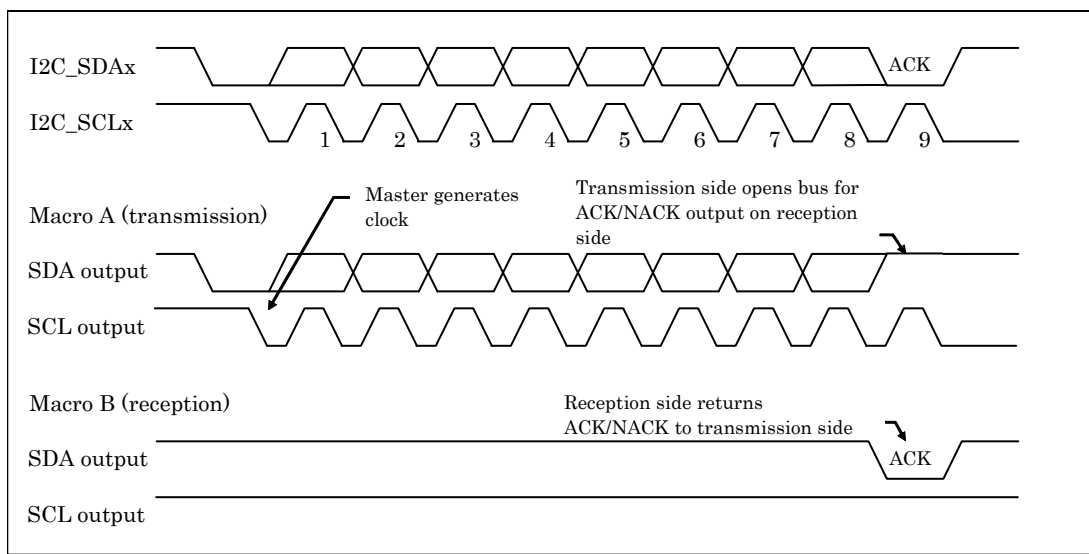 I2C_SDAx
ACK
I2C_SCLx
1 2 3 4 5 6 7 8 9
Macro A (transmission)
Master generates
clock
Transmission side opens bus for
ACK/NACK output on reception
side
SDA output
SCL output
Macro B (reception)
Reception side returns
ACK/NACK to transmission side
SDA output
ACK
SCL output